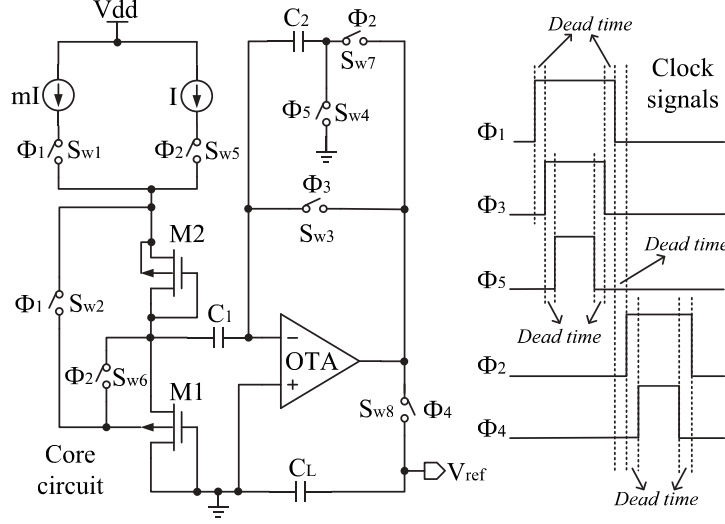 Vdd
mI
I
Φ1 Sw1
Φ2 Sw5
C2
Φ2
Sw7
Φ5 Sw4
Φ3
Sw3
M2
Φ1 Sw2
C1
Φ2 Sw6
M1
− OTA
+
Sw8 Φ4
Core
circuit
CL
Vref
Dead time
Clock
signals
Φ1
Φ3
Dead time
Φ5
Dead time
Φ2
Φ4
Dead time